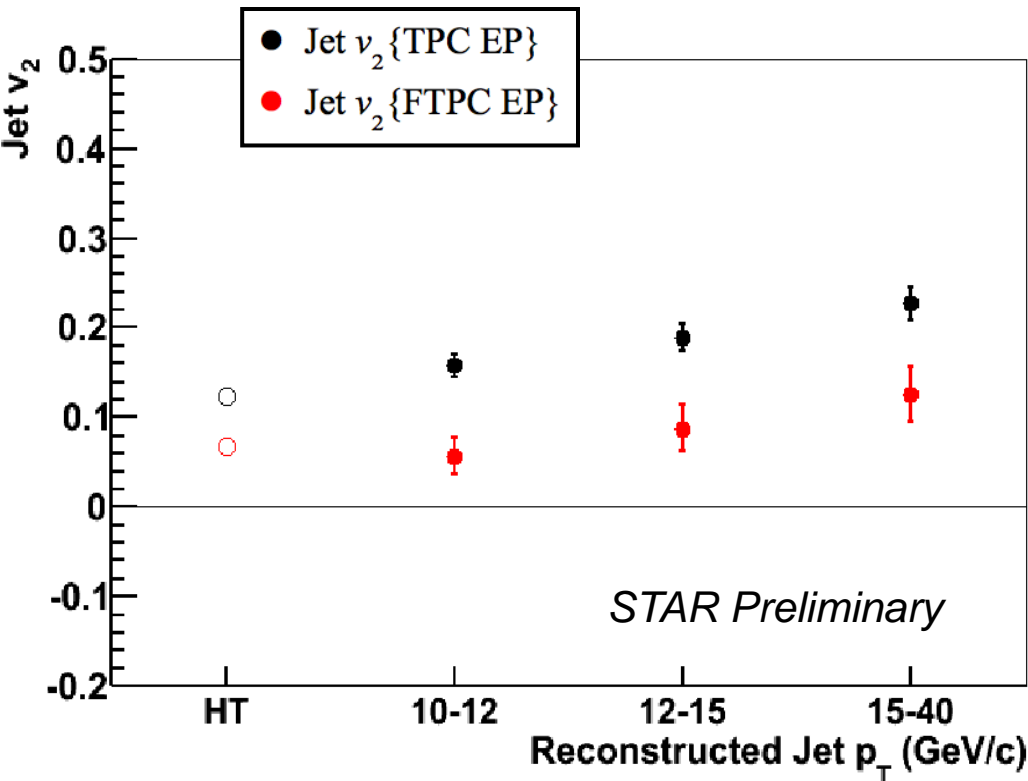 Jet v₂{TPC EP}
Jet v₂{FTPC EP}
Jet v₂
0.5
0.4
0.3
0.2
0.1
0
-0.1
-0.2
STAR Preliminary
HT 10-12 12-15 15-40
Reconstructed Jet p_T (GeV/c)